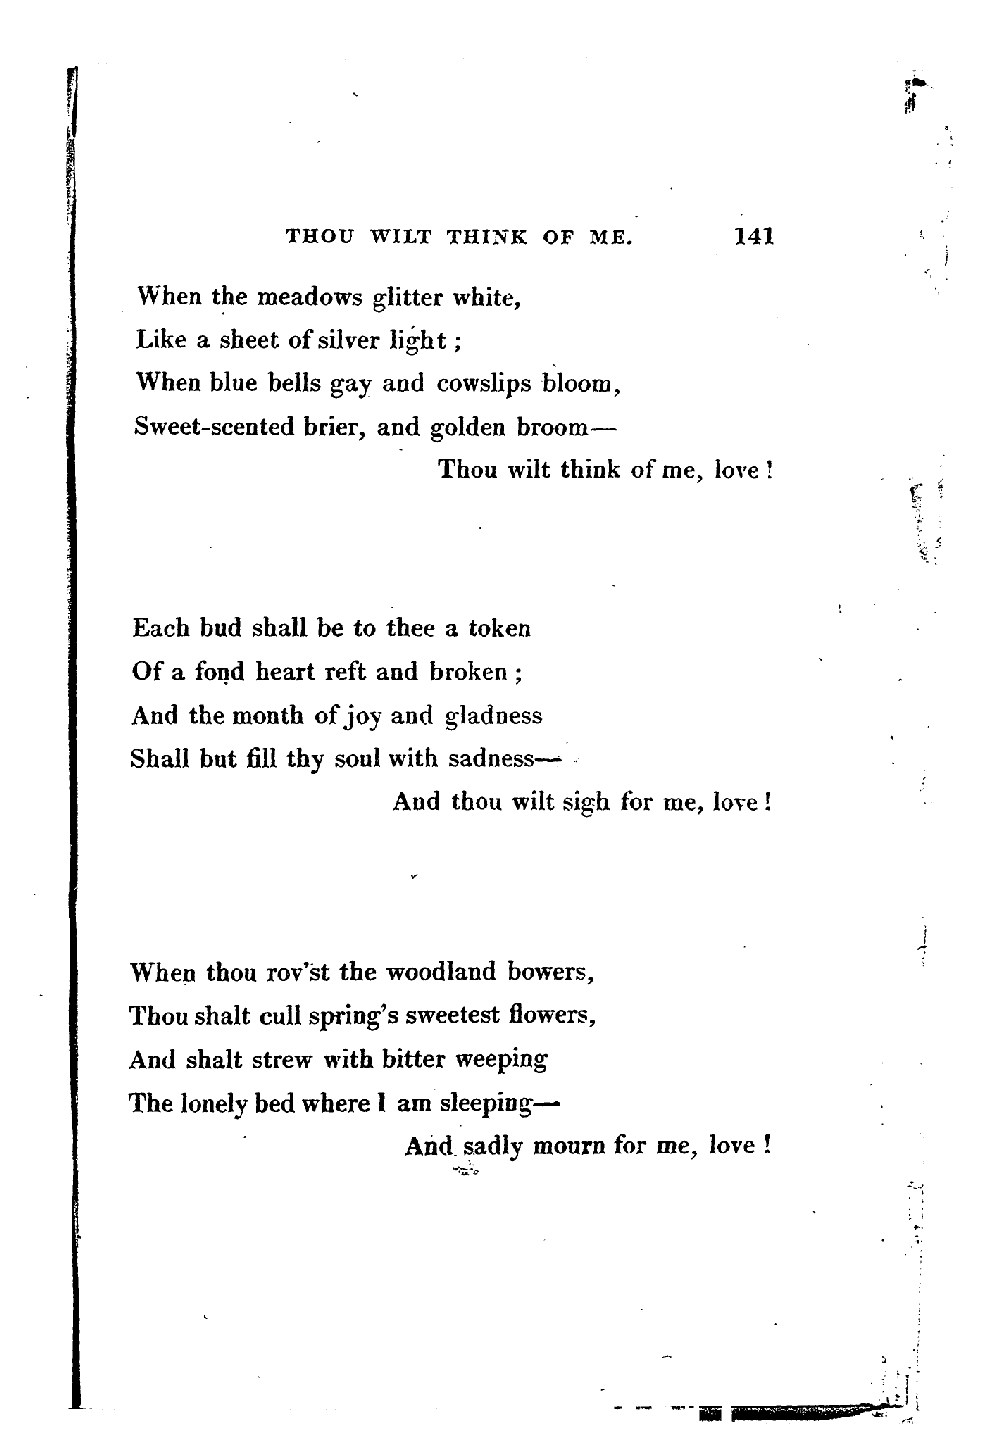 THOU WILT THINK OF ME. 141
When the meadows glitter white,
Like a sheet of silver light ;
When blue bells gay and cowslips bloom,
Sweet-scented brier, and golden broom—
Thou wilt think of me, love !
Each bud shall be to thee a token
Of a fond heart reft and broken ;
And the month of joy and gladness
Shall but fill thy soul with sadness—
And thou wilt sigh for me, love !
When thou rov'st the woodland bowers,
Thou shalt cull spring's sweetest flowers,
And shalt strew with bitter weeping
The lonely bed where I am sleeping—
And sadly mourn for me, love !